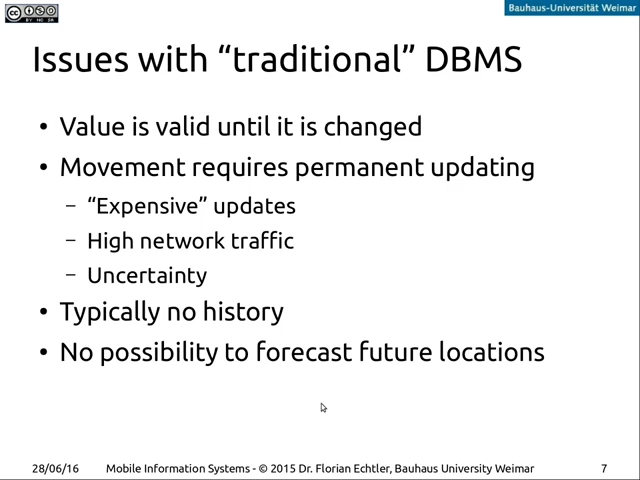 Bauhaus-Universität Weimar
Issues with “traditional” DBMS
• Value is valid until it is changed
• Movement requires permanent updating
– “Expensive” updates
– High network traffic
– Uncertainty
• Typically no history
• No possibility to forecast future locations
28/06/16 Mobile Information Systems - © 2015 Dr. Florian Echtler, Bauhaus University Weimar 7